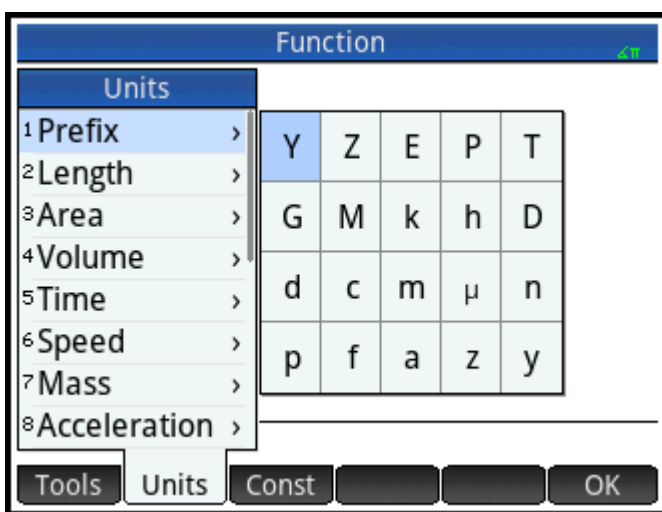 Function
∡π
Units
1 Prefix >
2 Length >
3 Area >
4 Volume >
5 Time >
6 Speed >
7 Mass >
8 Acceleration >
Y Z E P T
G M k h D
d c m μ n
p f a z y
Tools Units Const OK